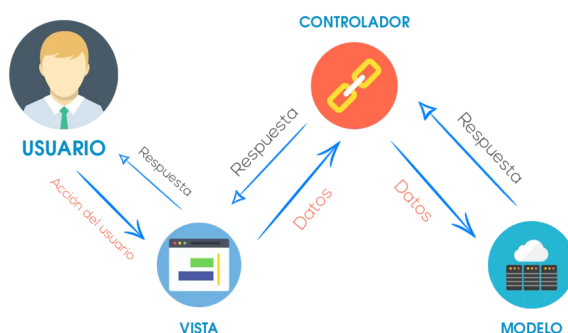 CONTROLADOR
USUARIO
Respuesta
Acción del usuario
Respuesta
Datos
Datos
Respuesta
VISTA
MODELO